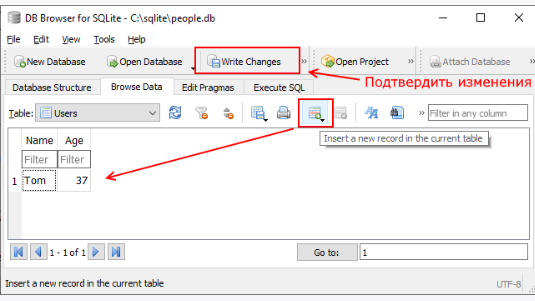 DB Browser for SQLite - C:\sqlite\people.db
File Edit View Tools Help
New Database Open Database Write Changes » Open Project » Attach Database »
Подтвердить изменения
Database Structure Browse Data Edit Pragmas Execute SQL
Table: Users » Filter in any column
Insert a new record in the current table
Name Age
Filter Filter
1 Tom 37
1 - 1 of 1 Go to: 1
Insert a new record in the current table UTF-8